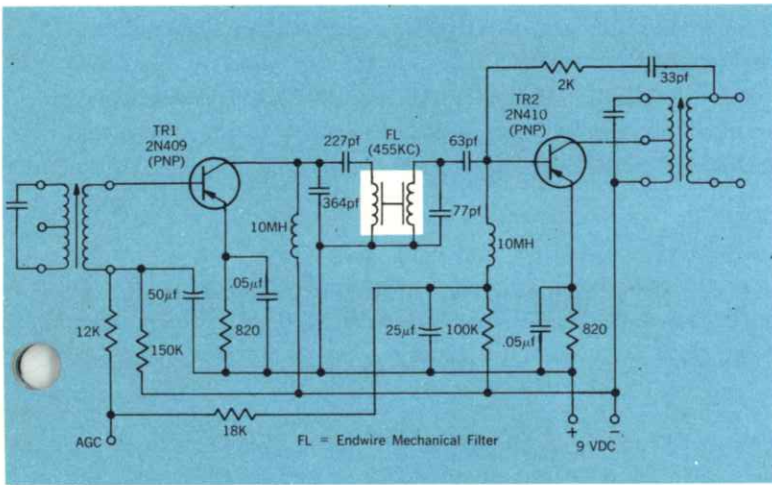 33pf
2K
TR2
2N410
(PNP)
TR1
2N409
(PNP)
FL
(455KC)
227pf
63pf
364pf
77pf
10MH
10MH
50µf
.05µf
820
12K
150K
25µf
100K
.05µf
820
18K
AGC
FL = Endwire Mechanical Filter
+ -
9 VDC